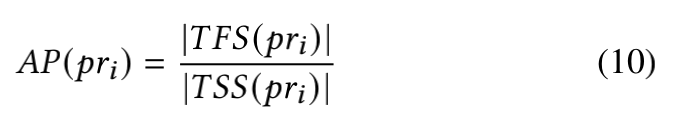 AP(pr_i) = |TFS(pr_i)| / |TSS(pr_i)| (10)